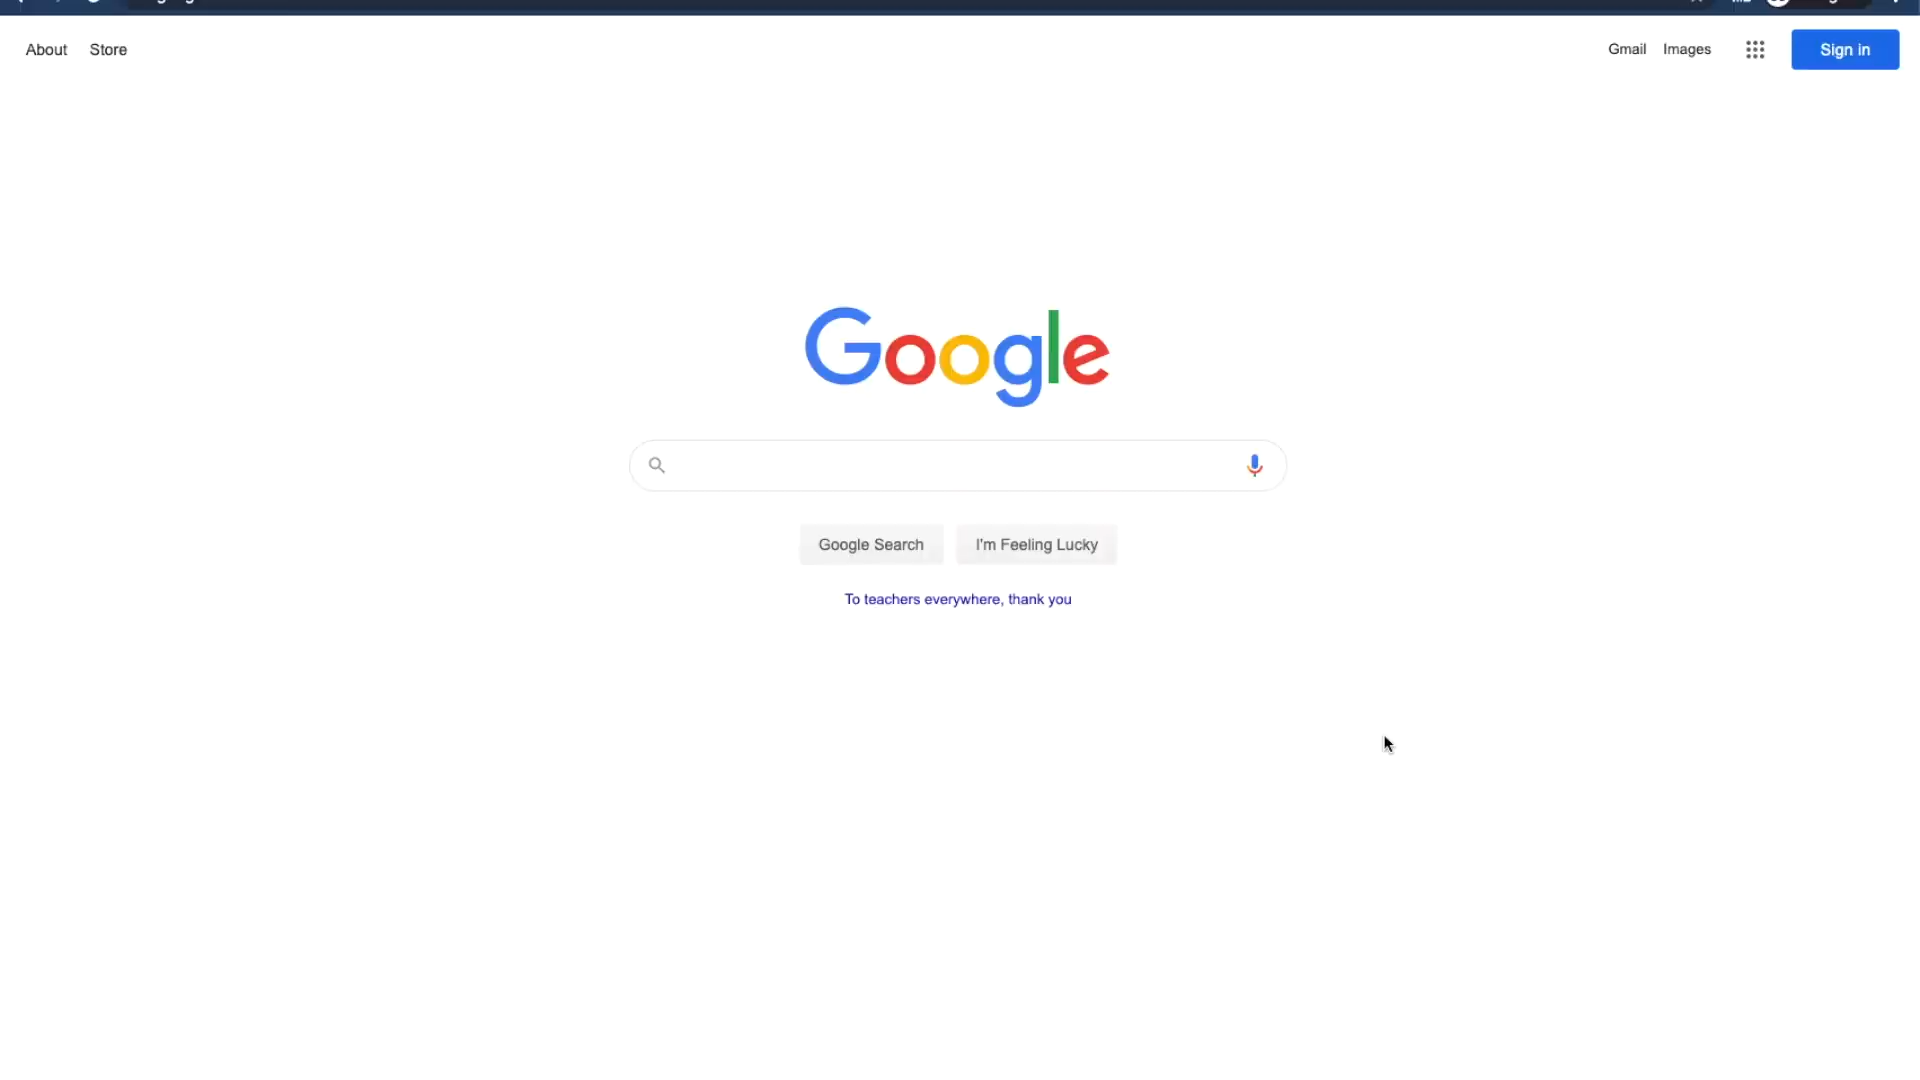 About Store
Gmail Images Sign in
Google
Google Search I'm Feeling Lucky
To teachers everywhere, thank you